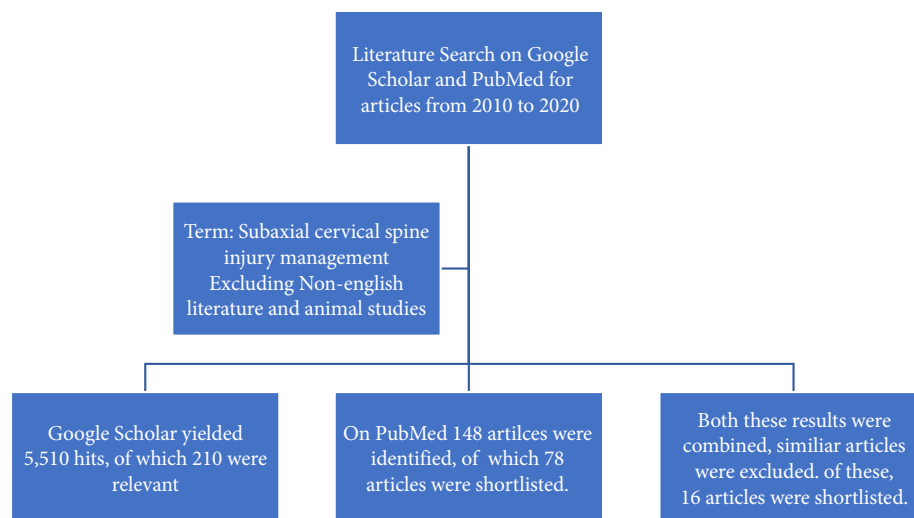 Literature Search on Google
Scholar and PubMed for
articles from 2010 to 2020
Term: Subaxial cervical spine
injury management
Excluding Non-english
literature and animal studies
Google Scholar yielded
5,510 hits, of which 210 were
relevant
On PubMed 148 artilces were
identified, of which 78
articles were shortlisted.
Both these results were
combined, similiar articles
were excluded. of these,
16 articles were shortlisted.